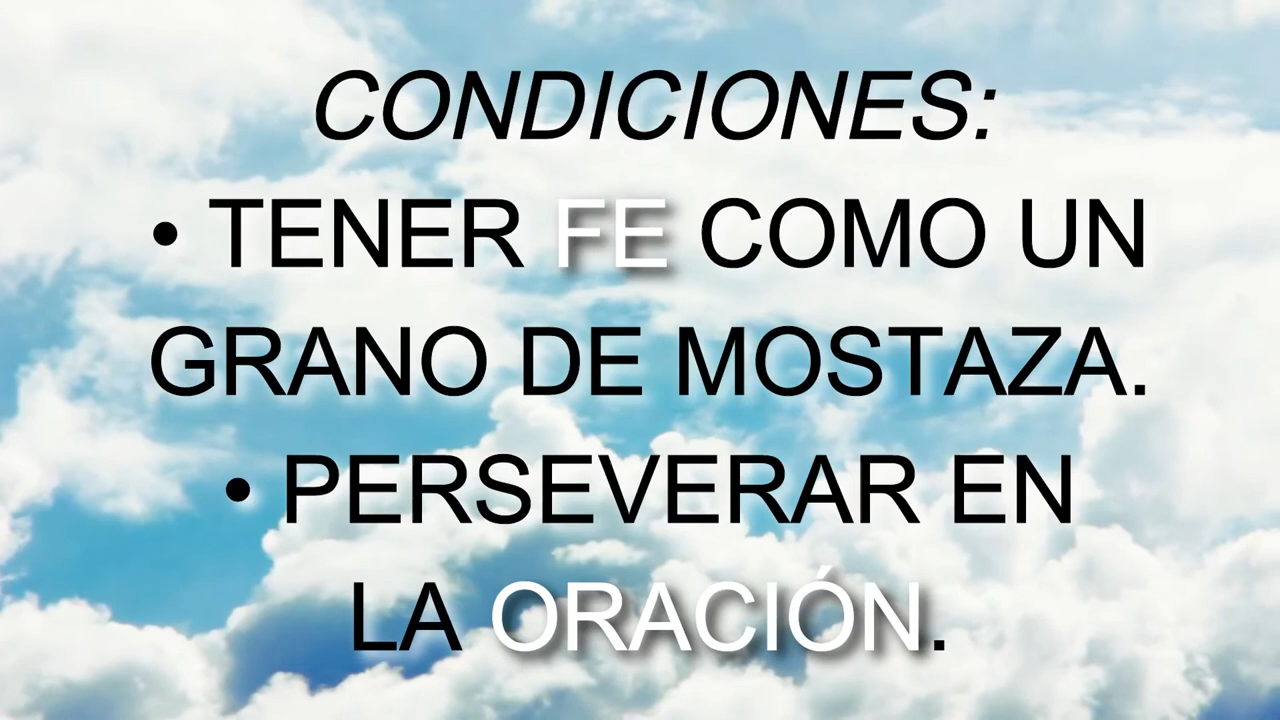 CONDICIONES:
• TENER FE COMO UN
GRANO DE MOSTAZA.
• PERSEVERAR EN
LA ORACIÓN.